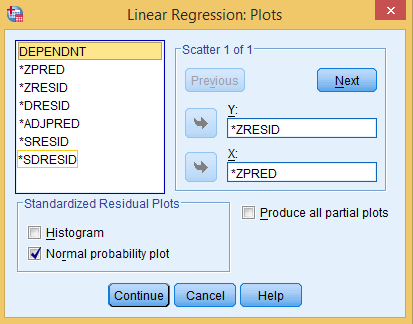 Linear Regression: Plots
DEPENDNT
*ZPRED
*ZRESID
*DRESID
*ADJPRED
*SRESID
*SDRESID
Scatter 1 of 1
Previous
Next
Y:
*ZRESID
X:
*ZPRED
Standardized Residual Plots
Histogram
Normal probability plot
Produce all partial plots
Continue
Cancel
Help